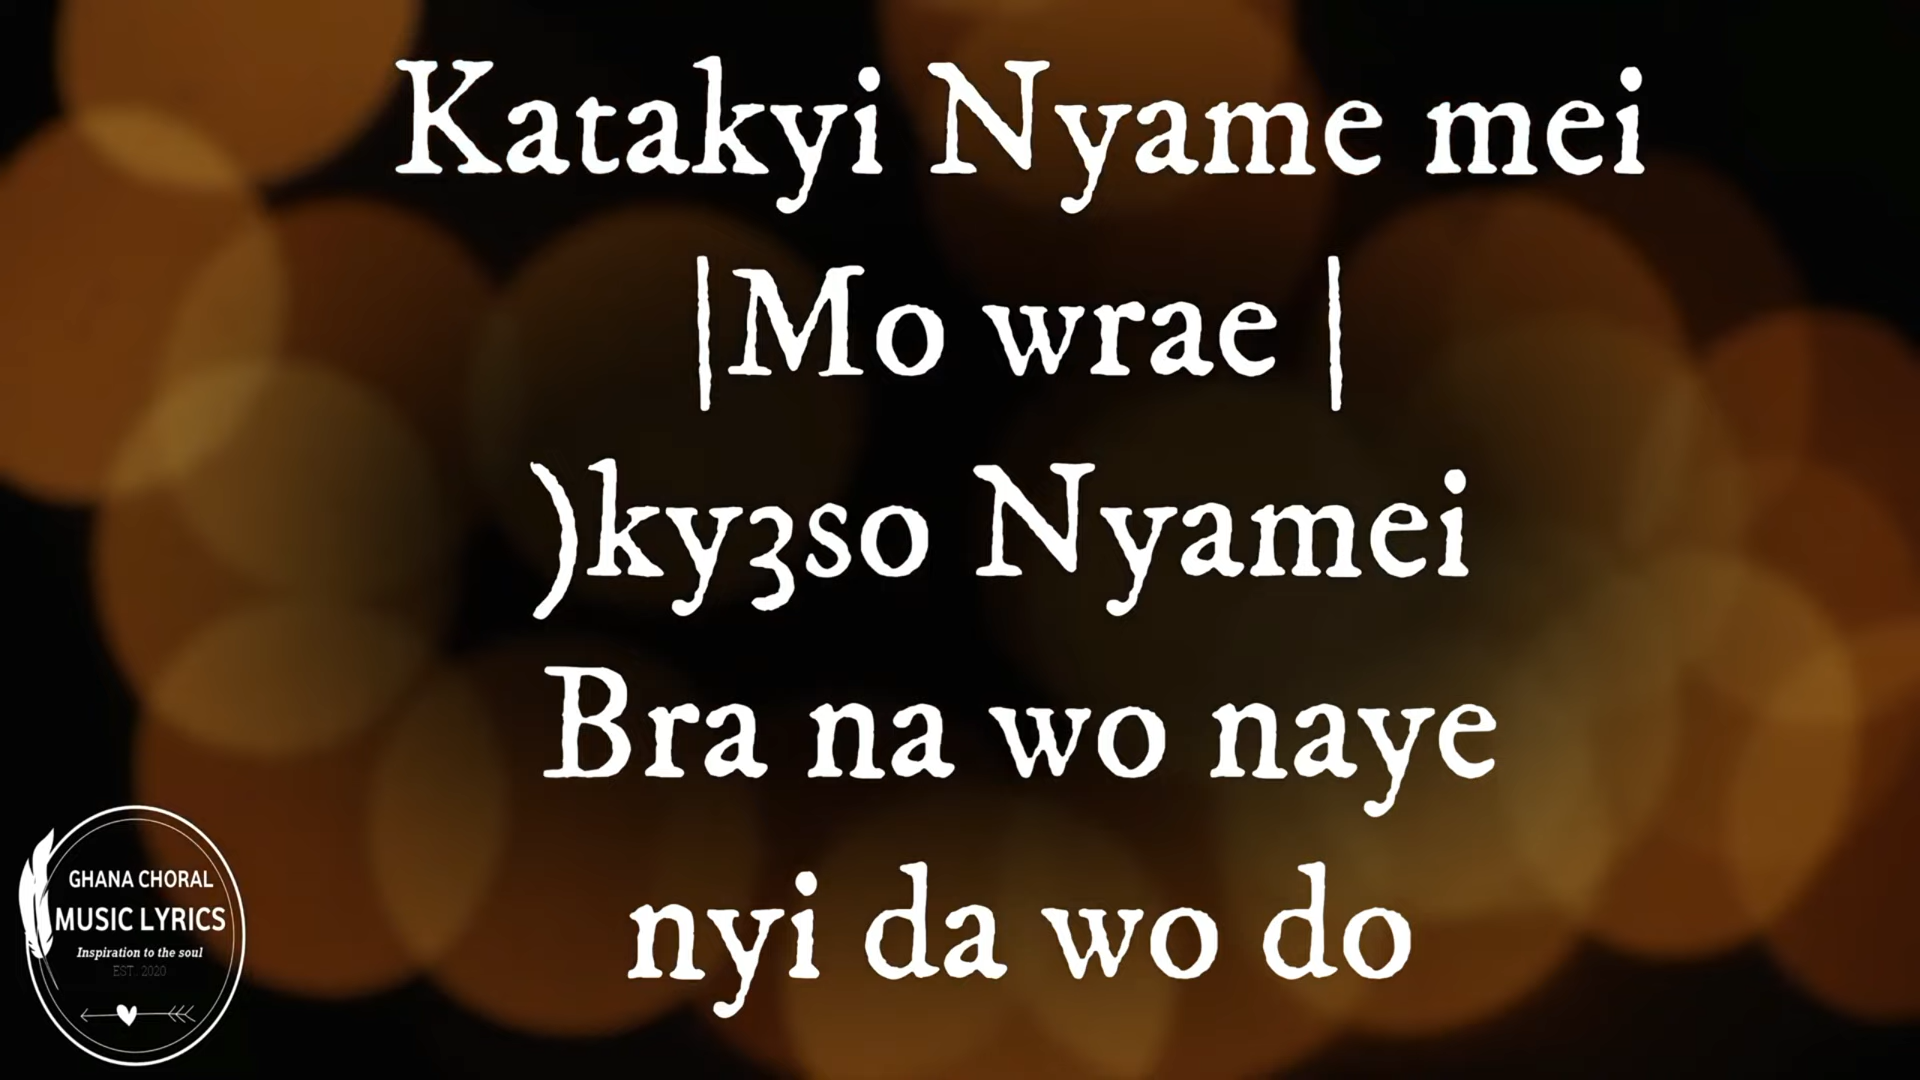 Katakyi Nyame mei
|Mo wrae |
)ky3so Nyamei
Bra na wo naye
nyi da wo do
GHANA CHORAL
MUSIC LYRICS
Inspiration to the soul
EST. 2020